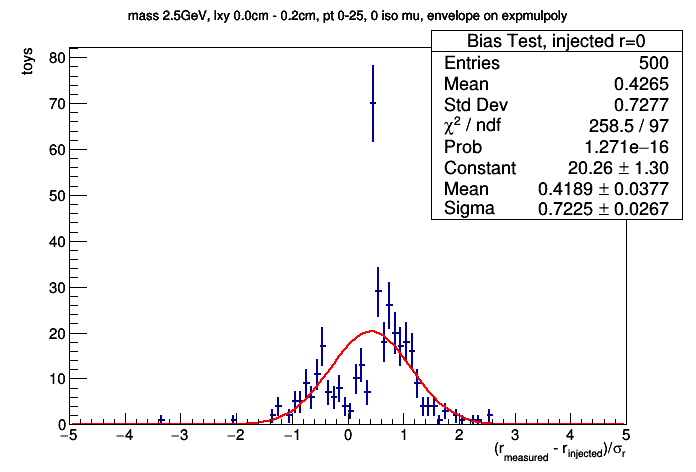 mass 2.5GeV, lxy 0.0cm - 0.2cm, pt 0-25, 0 iso mu, envelope on expmulpoly
Bias Test, injected r=0
Entries 500
Mean 0.4265
Std Dev 0.7277
χ² / ndf 258.5 / 97
Prob 1.271e−16
Constant 20.26 ± 1.30
Mean 0.4189 ± 0.0377
Sigma 0.7225 ± 0.0267
toys
80
70
60
50
40
30
20
10
0
−5 −4 −3 −2 −1 0 1 2 3 4 5
(r_measured - r_injected)/σ_r